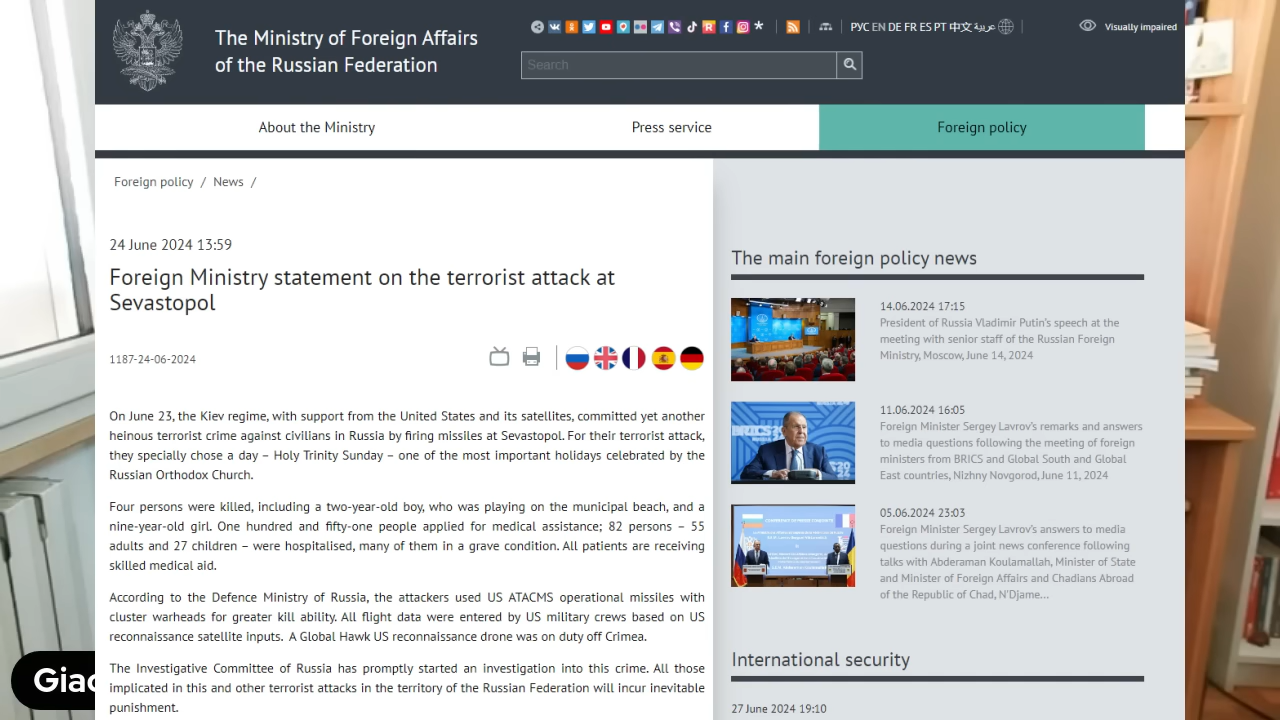 The Ministry of Foreign Affairs
of the Russian Federation
РУС EN DE FR ES PT 中文 عربية
Visually impaired
Search
About the Ministry
Press service
Foreign policy
Foreign policy / News /
24 June 2024 13:59
Foreign Ministry statement on the terrorist attack at
Sevastopol
1187-24-06-2024
On June 23, the Kiev regime, with support from the United States and its satellites, committed yet another
heinous terrorist crime against civilians in Russia by firing missiles at Sevastopol. For their terrorist attack,
they specially chose a day – Holy Trinity Sunday – one of the most important holidays celebrated by the
Russian Orthodox Church.
Four persons were killed, including a two-year-old boy, who was playing on the municipal beach, and a
nine-year-old girl. One hundred and fifty-one people applied for medical assistance; 82 persons – 55
adults and 27 children – were hospitalised, many of them in a grave condition. All patients are receiving
skilled medical aid.
According to the Defence Ministry of Russia, the attackers used US ATACMS operational missiles with
cluster warheads for greater kill ability. All flight data were entered by US military crews based on US
reconnaissance satellite inputs. A Global Hawk US reconnaissance drone was on duty off Crimea.
The Investigative Committee of Russia has promptly started an investigation into this crime. All those
implicated in this and other terrorist attacks in the territory of the Russian Federation will incur inevitable
punishment.
The main foreign policy news
14.06.2024 17:15
President of Russia Vladimir Putin's speech at the
meeting with senior staff of the Russian Foreign
Ministry, Moscow, June 14, 2024
BRICS
11.06.2024 16:05
Foreign Minister Sergey Lavrov's remarks and answers
to media questions following the meeting of foreign
ministers from BRICS and Global South and Global
East countries, Nizhny Novgorod, June 11, 2024
05.06.2024 23:03
Foreign Minister Sergey Lavrov's answers to media
questions during a joint news conference following
talks with Abderaman Koulamallah, Minister of State
and Minister of Foreign Affairs and Chadians Abroad
of the Republic of Chad, N'Djame...
International security
27 June 2024 19:10
Giac